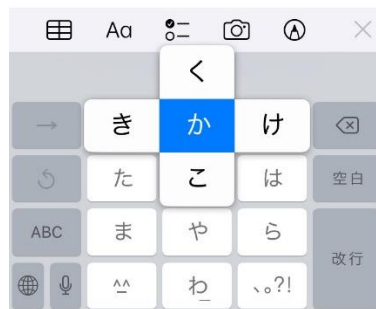 Aa
く
き か け
た こ は 空白
ABC ま や ら
改行
^^ わ 、。?!